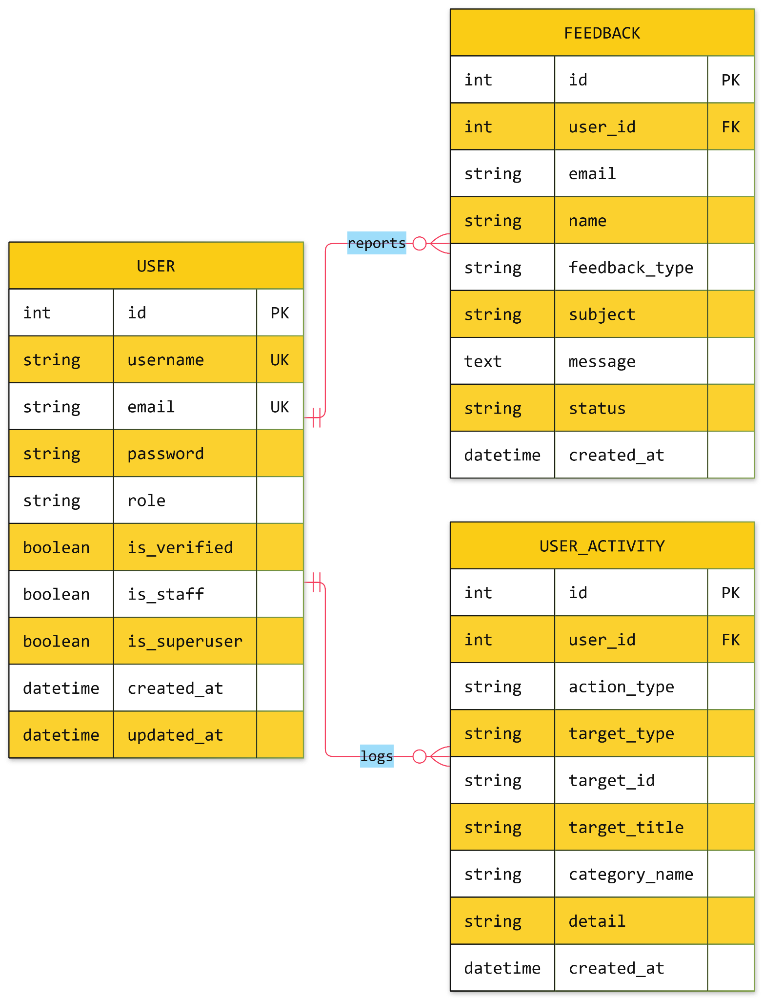 USER
int id PK
string username UK
string email UK
string password
string role
boolean is_verified
boolean is_staff
boolean is_superuser
datetime created_at
datetime updated_at
reports
logs
FEEDBACK
int id PK
int user_id FK
string email
string name
string feedback_type
string subject
text message
string status
datetime created_at
USER_ACTIVITY
int id PK
int user_id FK
string action_type
string target_type
string target_id
string target_title
string category_name
string detail
datetime created_at